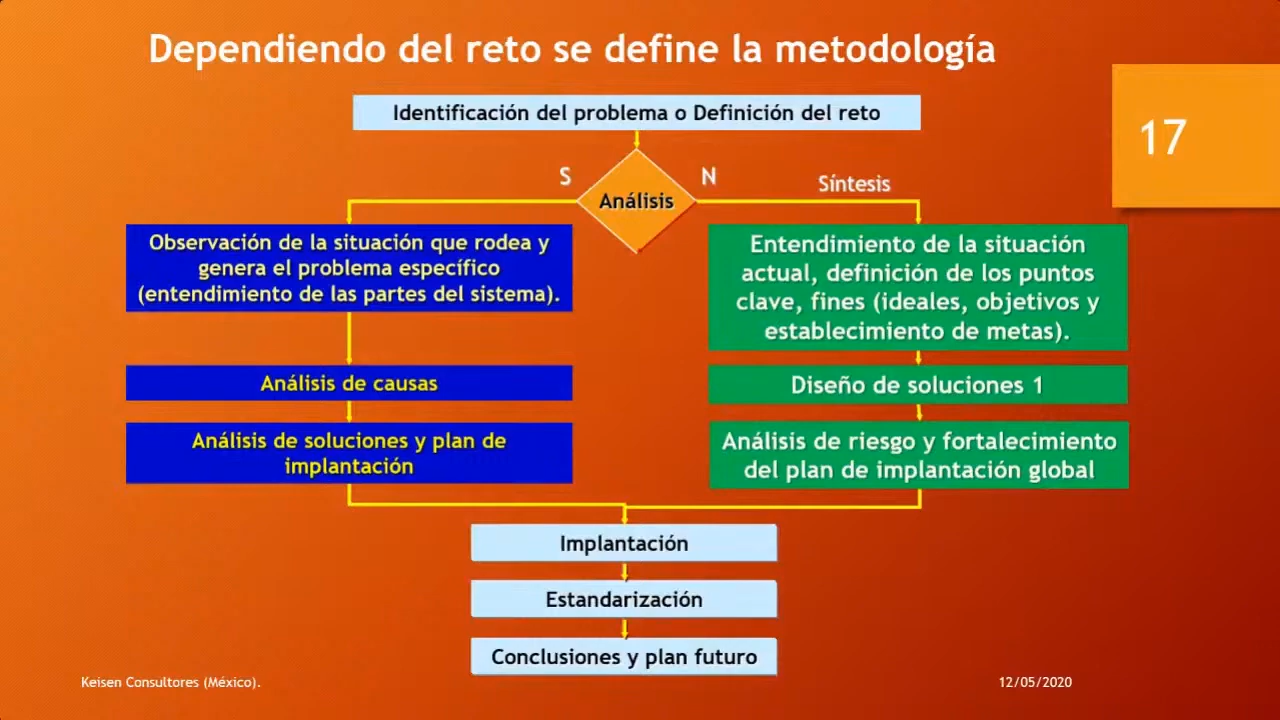 Dependiendo del reto se define la metodología
17
Identificación del problema o Definición del reto
S
N
Síntesis
Análisis
Observación de la situación que rodea y
genera el problema específico
(entendimiento de las partes del sistema).
Análisis de causas
Análisis de soluciones y plan de
implantación
Entendimiento de la situación
actual, definición de los puntos
clave, fines (ideales, objetivos y
establecimiento de metas).
Diseño de soluciones 1
Análisis de riesgo y fortalecimiento
del plan de implantación global
Implantación
Estandarización
Conclusiones y plan futuro
Keisen Consultores (México).
12/05/2020